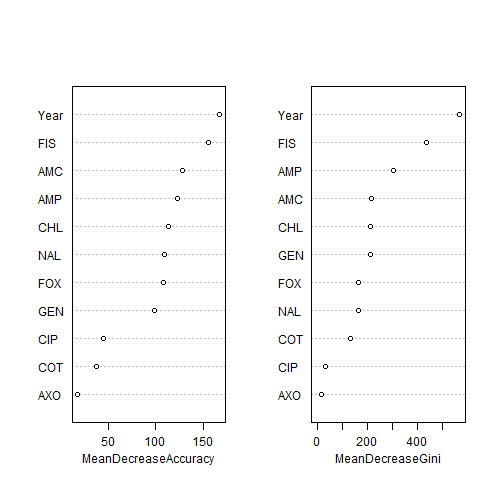 Year
FIS
AMC
AMP
CHL
NAL
FOX
GEN
CIP
COT
AXO
50 100 150
MeanDecreaseAccuracy
Year
FIS
AMP
AMC
CHL
GEN
FOX
NAL
COT
CIP
AXO
0 200 400
MeanDecreaseGini